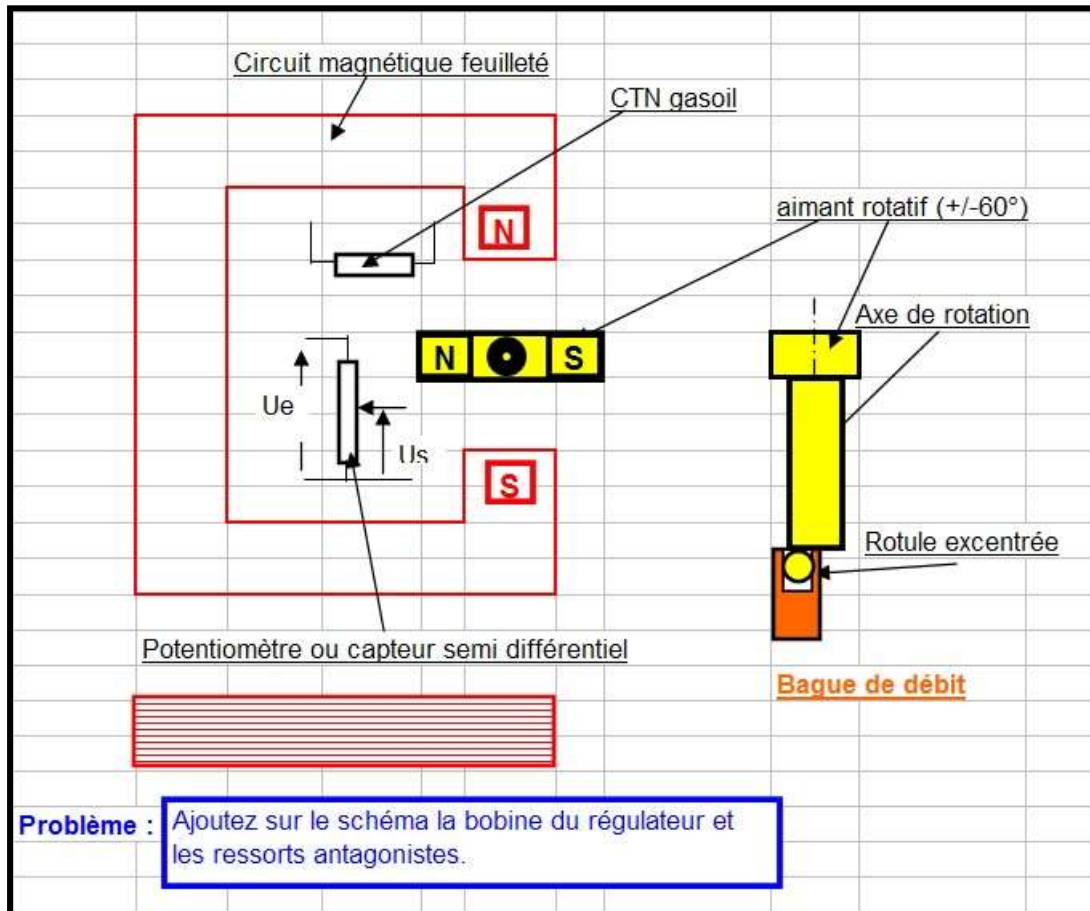 Circuit magnétique feuilleté
CTN gasoil
N
aimant rotatif (+/-60°)
Axe de rotation
N
S
Ue
Us
S
Rotule excentrée
Potentiomètre ou capteur semi différentiel
Bague de débit
Problème :
Ajoutez sur le schéma la bobine du régulateur et
les ressorts antagonistes.